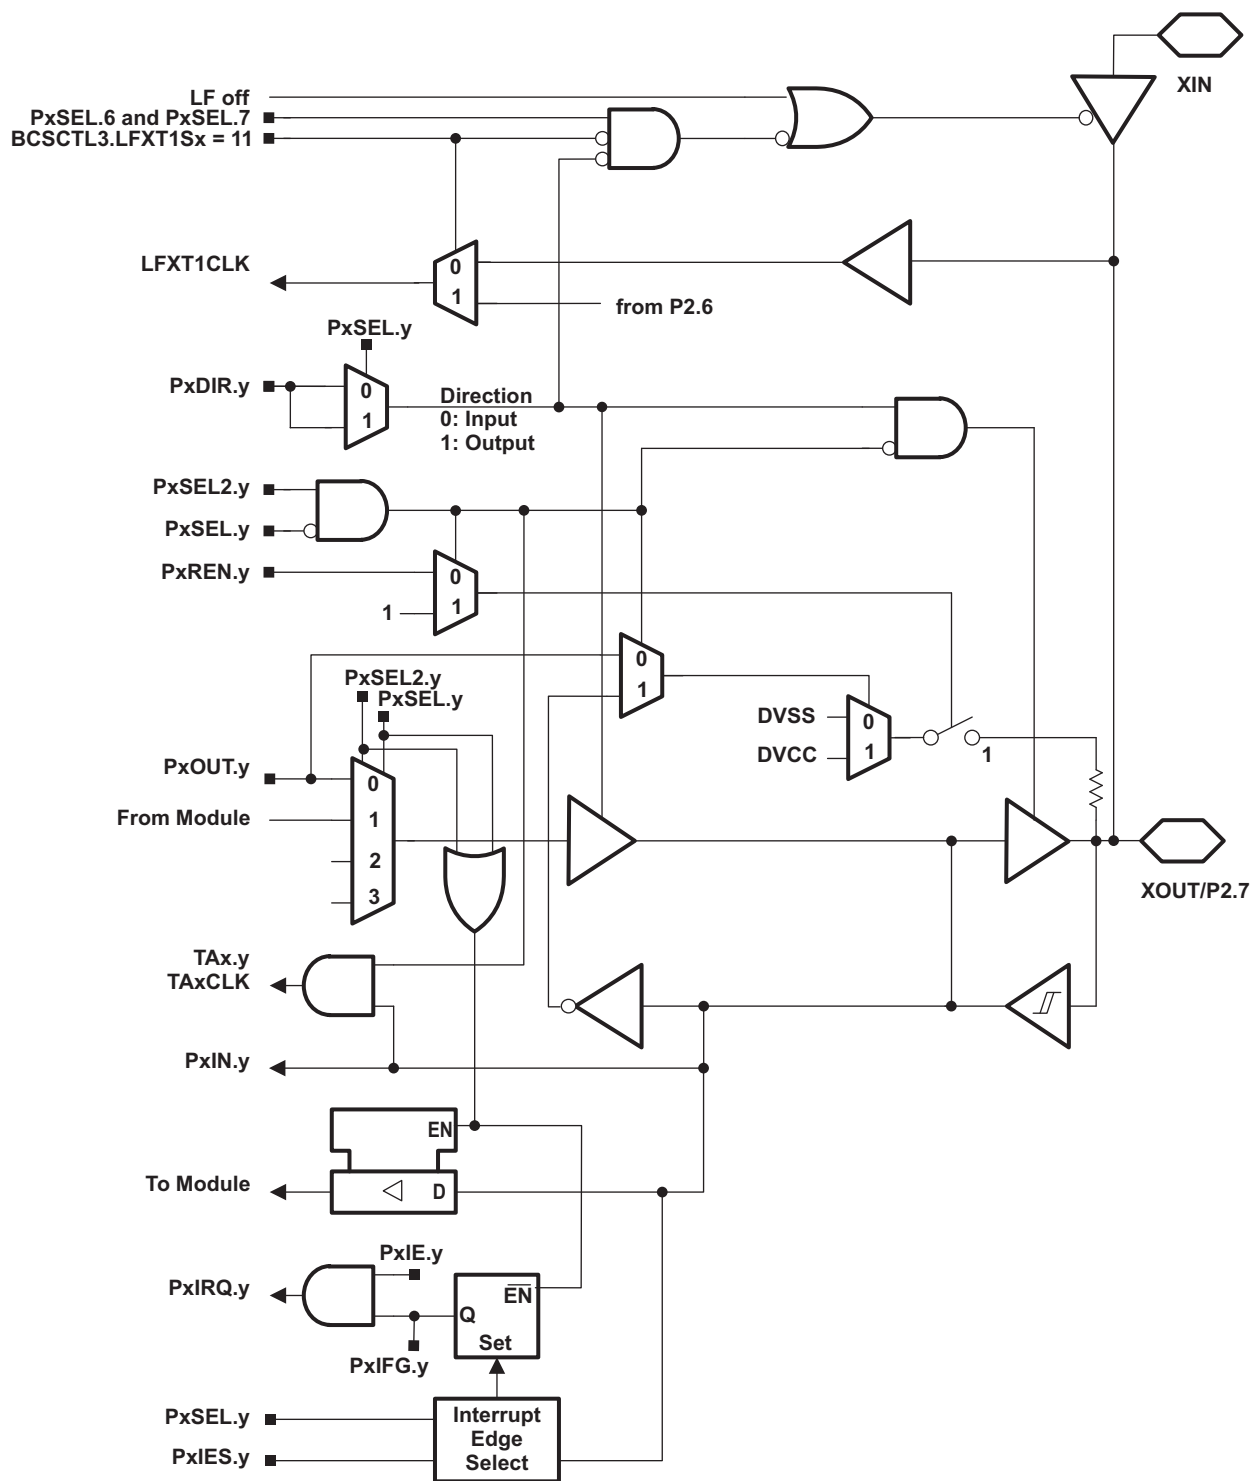 XIN
LF off
PxSEL.6 and PxSEL.7
BCSCTL3.LFXT1Sx = 11
LFXT1CLK
0
1
from P2.6
PxSEL.y
PxDIR.y
0
1
Direction
0: Input
1: Output
PxSEL2.y
PxSEL.y
PxREN.y
0
1
1
0
1
PxSEL2.y
PxSEL.y
DVSS
DVCC
0
1
1
PxOUT.y
From Module
0
1
2
3
XOUT/P2.7
TAx.y
TAxCLK
PxIN.y
EN
To Module
D
PxIE.y
PxIRQ.y
EN
Q
Set
PxIFG.y
PxSEL.y
PxIES.y
Interrupt
Edge
Select